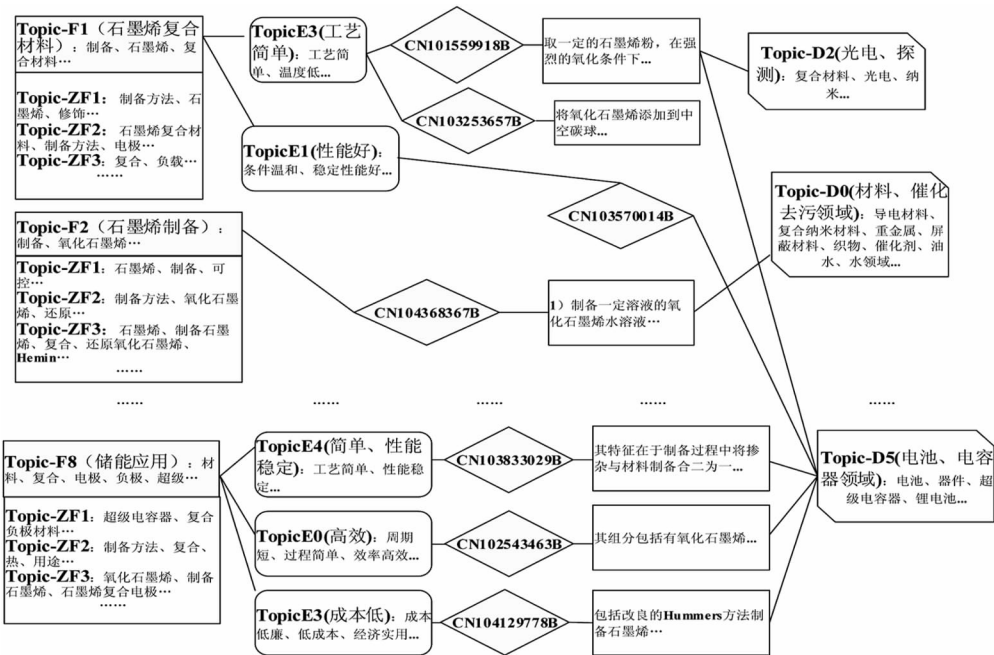 Topic-F1（石墨烯复合
材料）：制备、石墨烯、复
合材料…
Topic-ZF1：制备方法、石
墨烯、修饰…
Topic-ZF2：石墨烯复合材
料、制备方法、电极…
Topic-ZF3：复合、负载…
……
TopicE3(工艺
简单)：工艺简
单、温度低...
TopicE1(性能好)：
条件温和、稳定性能好...
CN101559918B
CN103253657B
取一定的石墨烯粉，在强
烈的氧化条件下...
将氧化石墨烯添加到中
空碳球...
Topic-D2(光电、探
测)：复合材料、光电、纳
米...
CN103570014B
Topic-D0(材料、催化
去污领域)：导电材料、
复合纳米材料、重金属、屏
蔽材料、织物、催化剂、油
水、水领域...
Topic-F2（石墨烯制备）：
制备、氧化石墨烯…
Topic-ZF1：石墨烯、制备、可
控...
Topic-ZF2：制备方法、氧化石墨
烯、还原…
Topic-ZF3：石墨烯、制备石墨
烯、复合、还原氧化石墨烯、
Hemin…
……
CN104368367B
1）制备一定溶液的氧
化石墨烯水溶液…
…… …… …… …… ……
Topic-F8（储能应用）：材
料、复合、电极、负极、超级…
Topic-ZF1：超级电容器、复合
负极材料…
Topic-ZF2：制备方法、复合、
热、用途…
Topic-ZF3：氧化石墨烯、制备
石墨烯、石墨烯复合电极…
……
TopicE4(简单、性能
稳定)：工艺简单、性能稳
定...
CN103833029B
其特征在于制备过程中将掺
杂与材料制备合二为一...
TopicE0(高效)：周期
短、过程简单、效率高效...
CN102543463B
其组分包括有氧化石墨烯...
TopicE3(成本低)：成本
低廉、低成本、经济实用...
CN104129778B
包括改良的Hummers方法制
备石墨烯…
Topic-D5(电池、电容
器领域)：电池、器件、超
级电容器、锂电池...